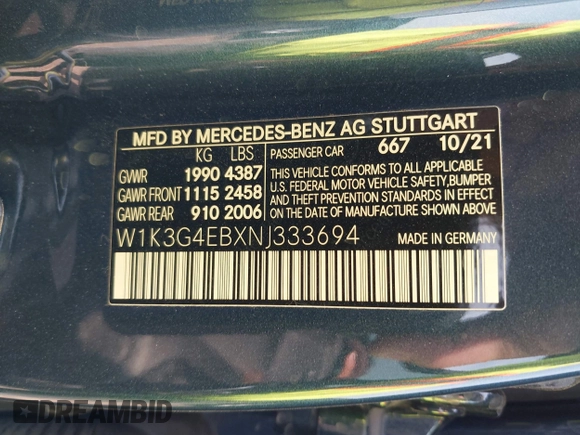 MFD BY MERCEDES-BENZ AG STUTTGART
KG LBS PASSENGER CAR 667 10/21
GVWR 1990 4387
GAWR FRONT 1115 2458
GAWR REAR 910 2006
THIS VEHICLE CONFORMS TO ALL APPLICABLE
U.S. FEDERAL MOTOR VEHICLE SAFETY,BUMPER
AND THEFT PREVENTION STANDARDS IN EFFECT
ON THE DATE OF MANUFACTURE SHOWN ABOVE.
W1K3G4EBXNJ333694 MADE IN GERMANY
DREAMBID